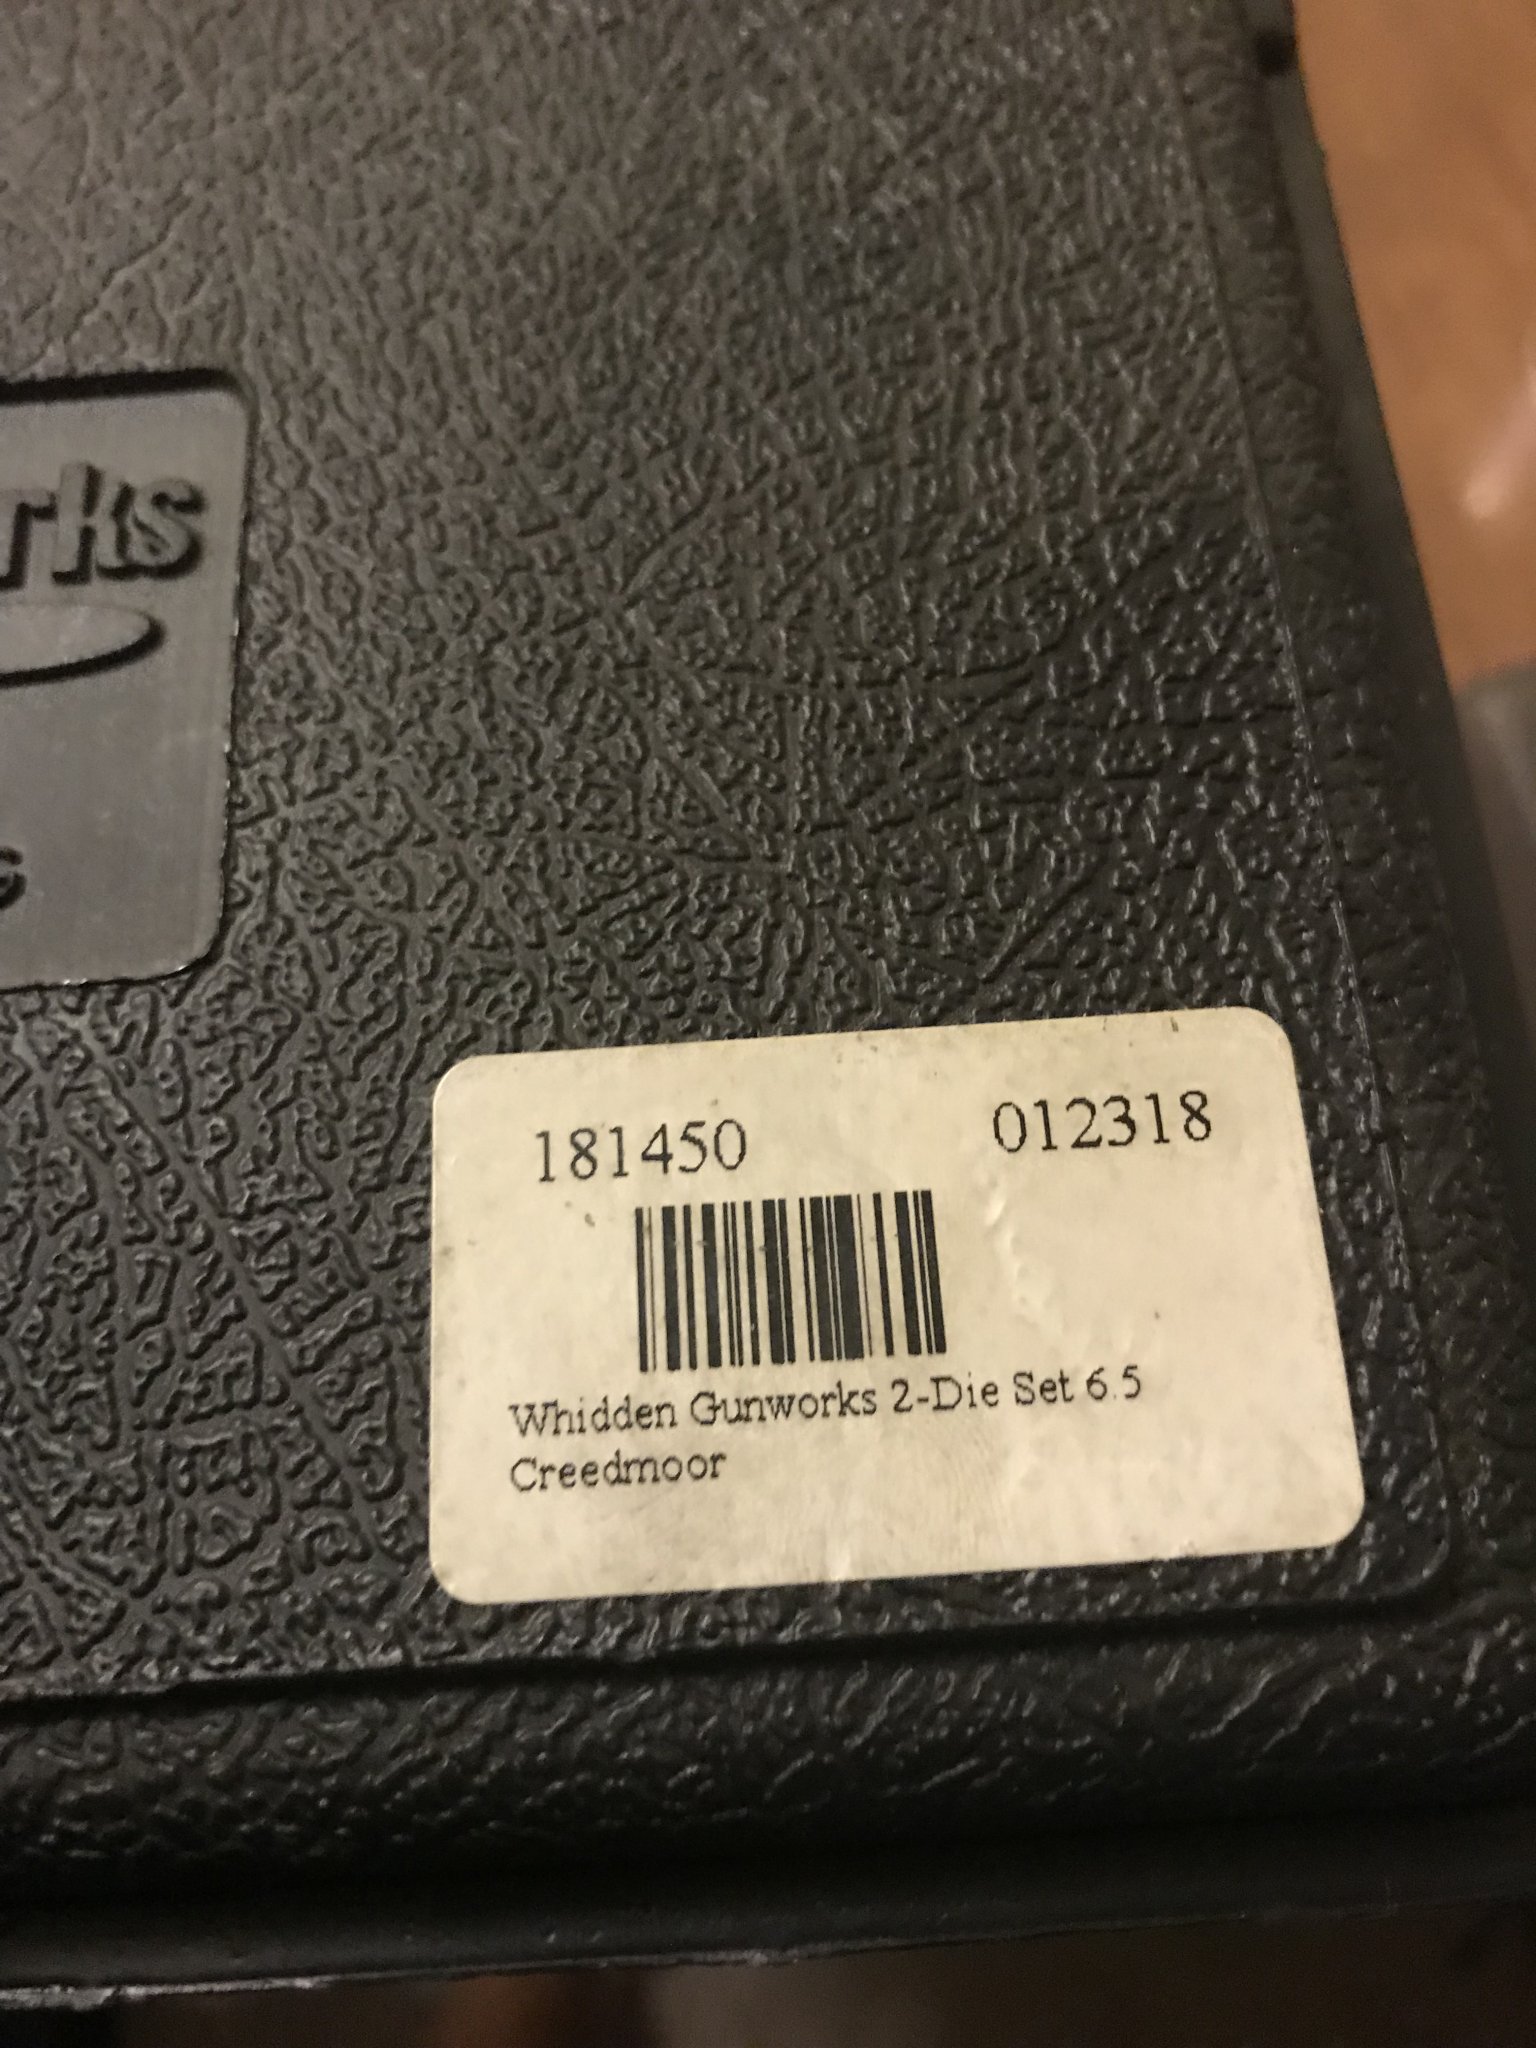 rks
181450 012318
Whidden Gunworks 2-Die Set 6.5
Creedmoor